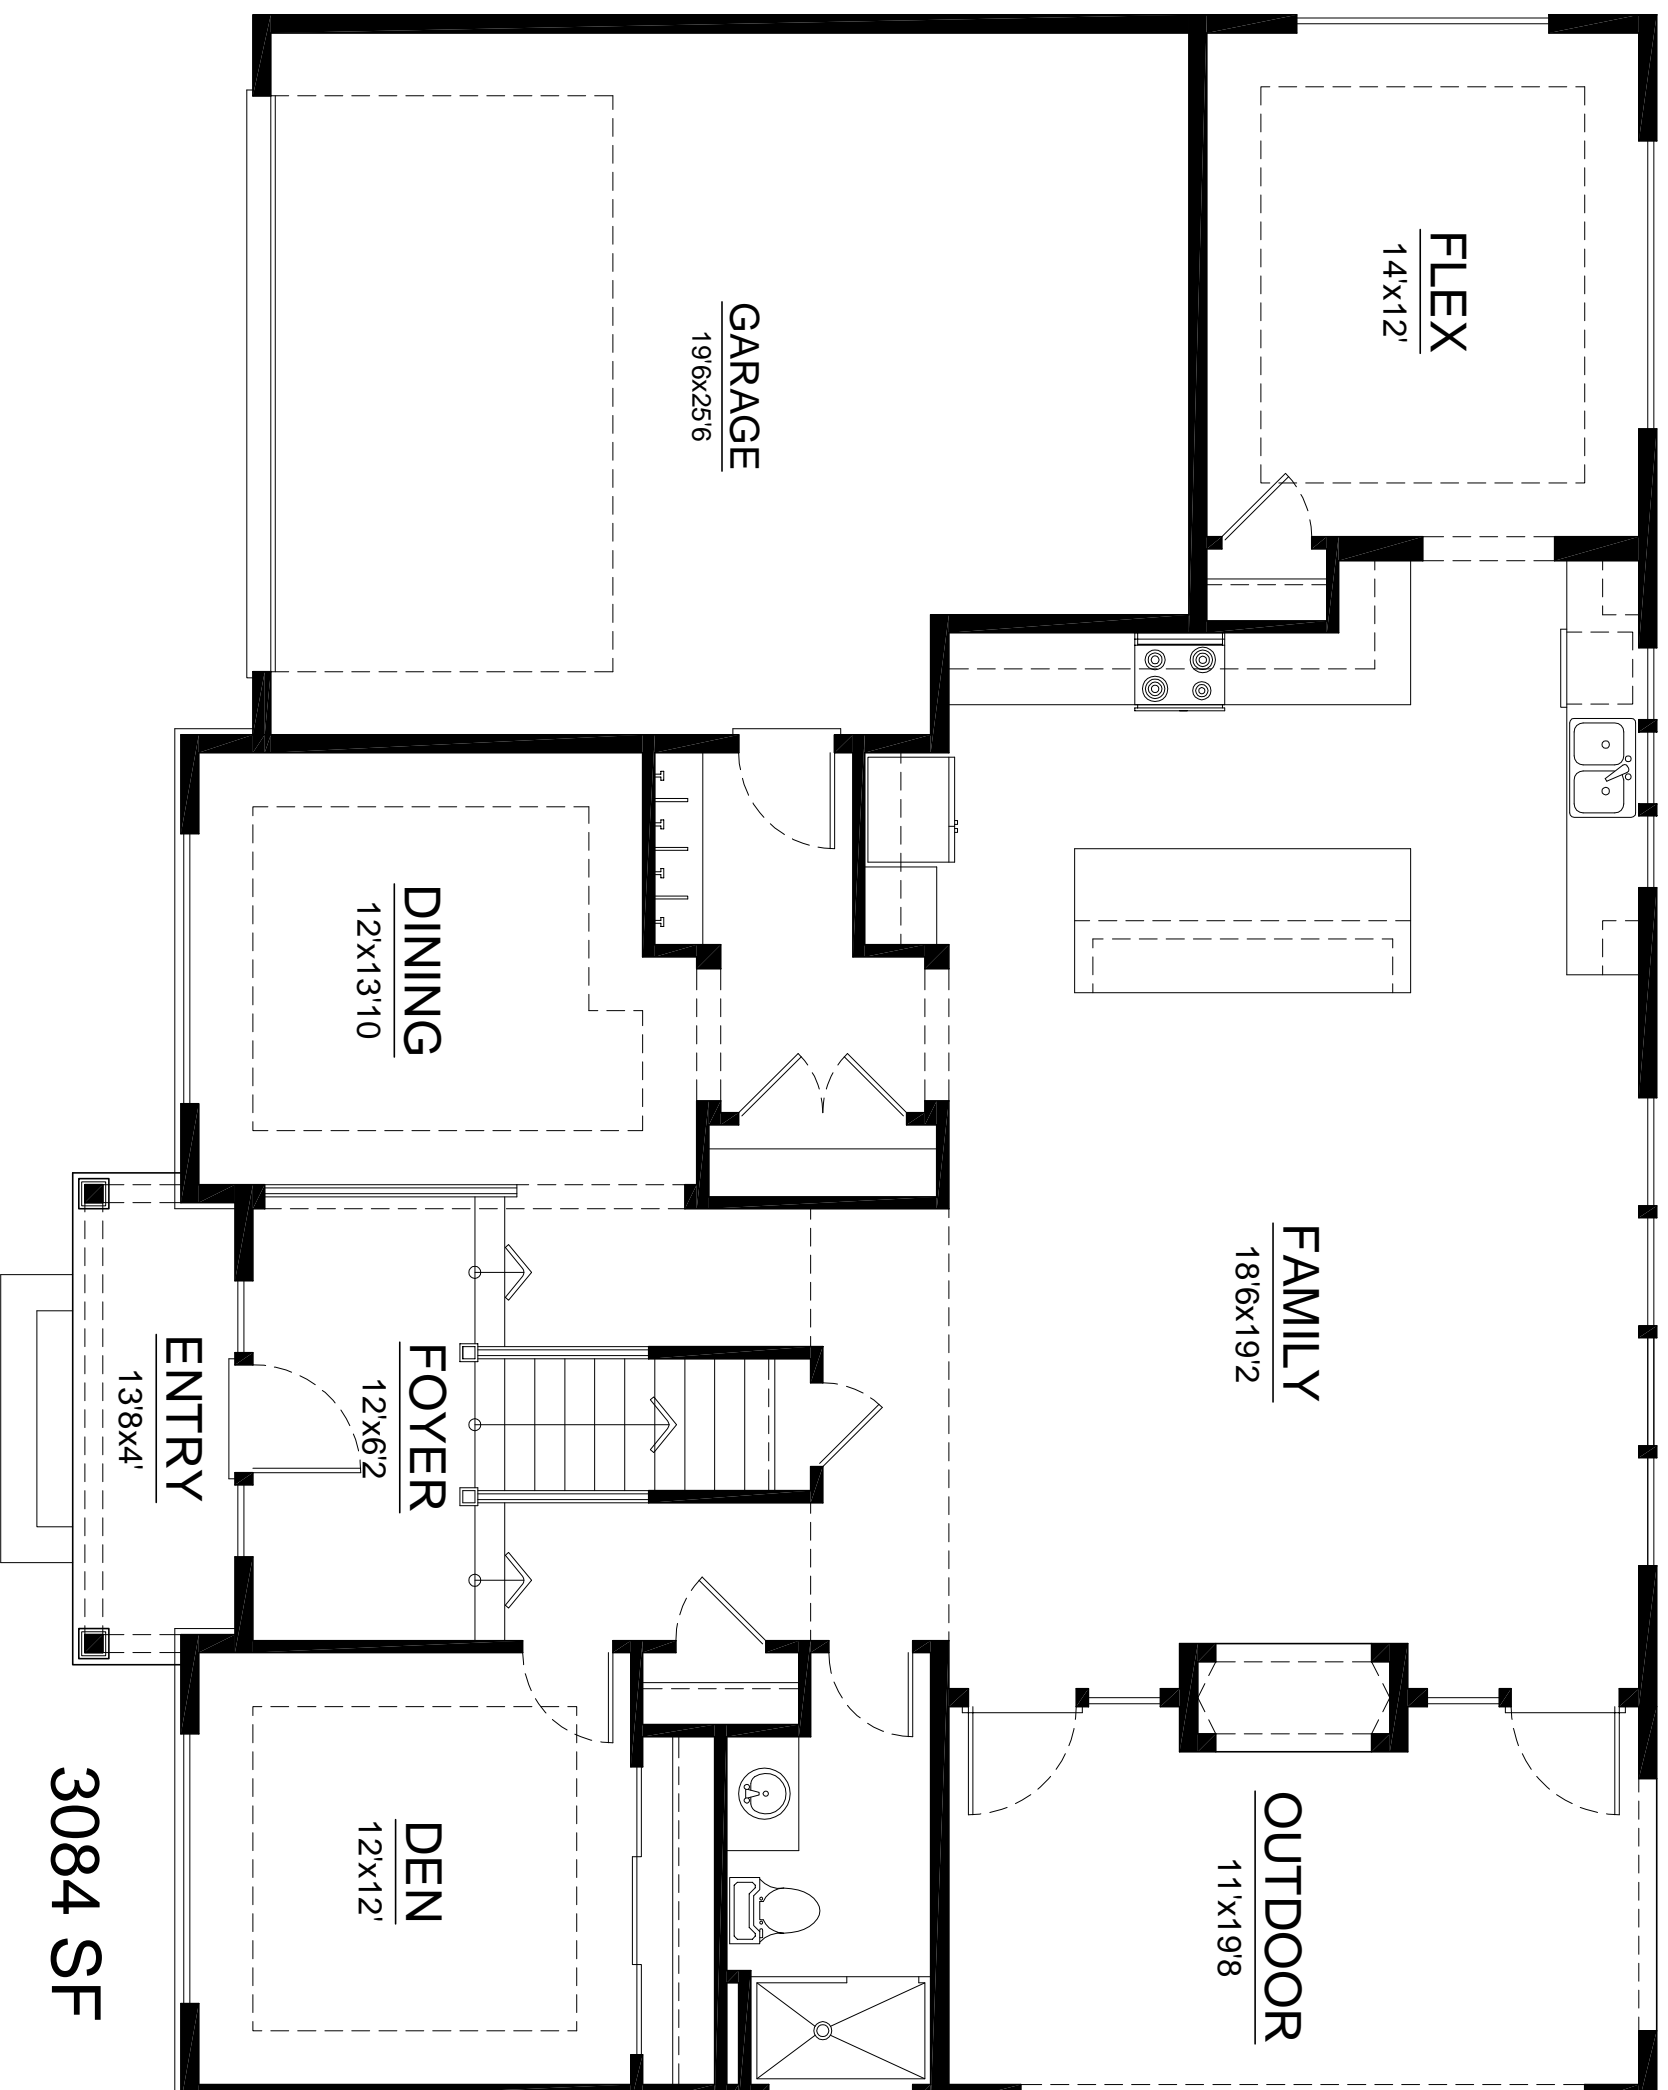 FLEX
14'x12'
GARAGE
19'6x25'6
FAMILY
18'6x19'2
DINING
12'x13'10
FOYER
12'x6'2
ENTRY
13'8x4'
OUTDOOR
11'x19'8
DEN
12'x12'
3084 SF